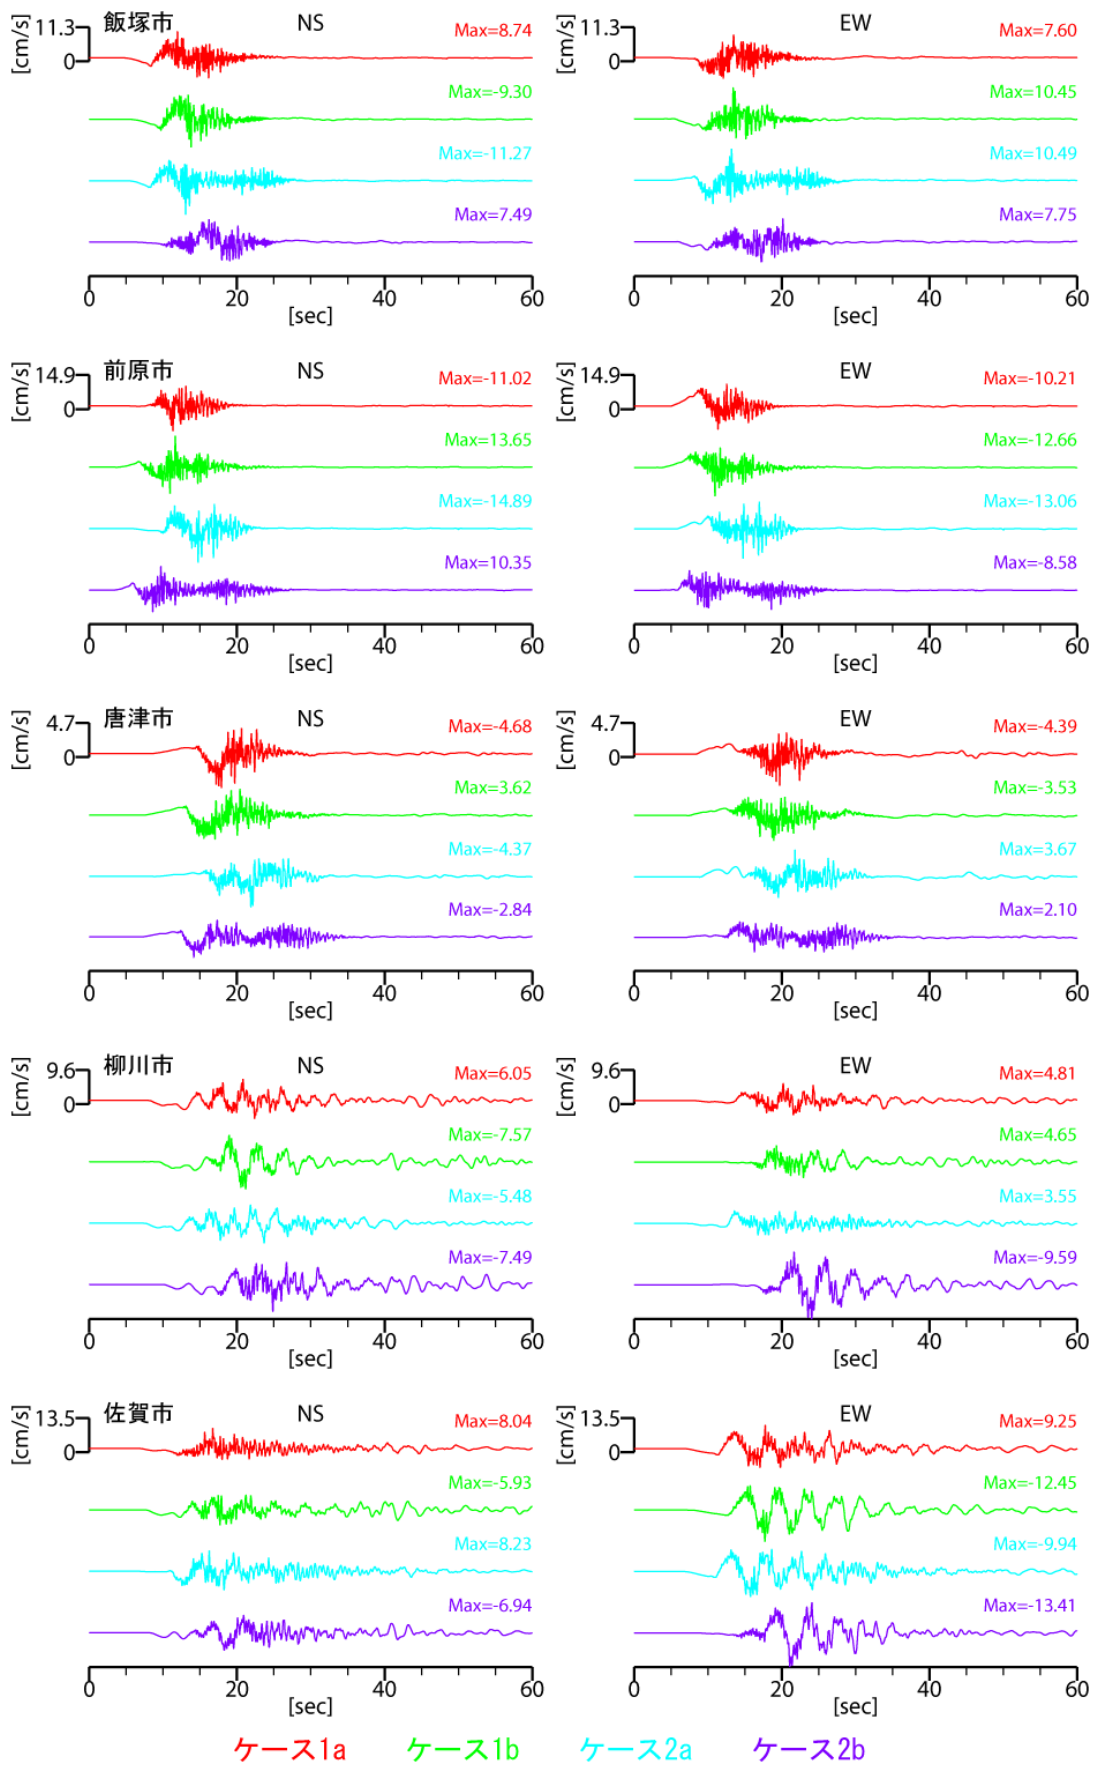 飯塚市 NS Max=8.74
[cm/s] 11.3 0
Max=-9.30
Max=-11.27
Max=7.49
0 20 40 60
[sec]
EW Max=7.60
[cm/s] 11.3 0
Max=10.45
Max=10.49
Max=7.75
0 20 40 60
[sec]
前原市 NS Max=-11.02
[cm/s] 14.9 0
Max=13.65
Max=-14.89
Max=10.35
0 20 40 60
[sec]
EW Max=-10.21
[cm/s] 14.9 0
Max=-12.66
Max=-13.06
Max=-8.58
0 20 40 60
[sec]
唐津市 NS Max=-4.68
[cm/s] 4.7 0
Max=3.62
Max=-4.37
Max=-2.84
0 20 40 60
[sec]
EW Max=-4.39
[cm/s] 4.7 0
Max=-3.53
Max=3.67
Max=2.10
0 20 40 60
[sec]
柳川市 NS Max=6.05
[cm/s] 9.6 0
Max=-7.57
Max=-5.48
Max=-7.49
0 20 40 60
[sec]
EW Max=4.81
[cm/s] 9.6 0
Max=4.65
Max=3.55
Max=-9.59
0 20 40 60
[sec]
佐賀市 NS Max=8.04
[cm/s] 13.5 0
Max=-5.93
Max=8.23
Max=-6.94
0 20 40 60
[sec]
EW Max=9.25
[cm/s] 13.5 0
Max=-12.45
Max=-9.94
Max=-13.41
0 20 40 60
[sec]
ケース1a ケース1b ケース2a ケース2b